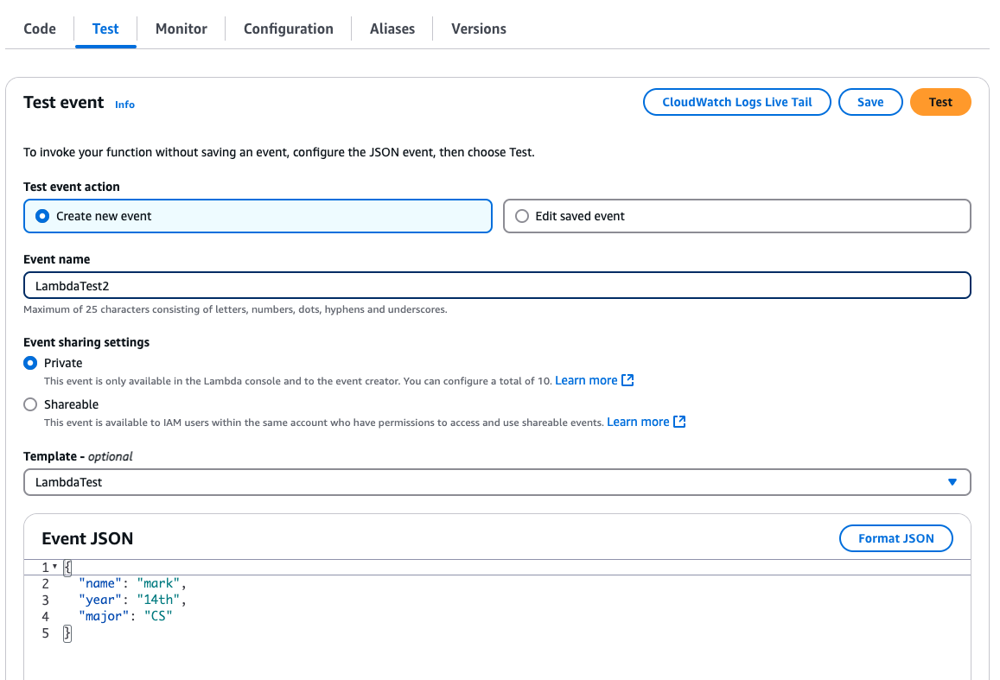 Code Test Monitor Configuration Aliases Versions
Test event Info CloudWatch Logs Live Tail Save Test
To invoke your function without saving an event, configure the JSON event, then choose Test.
Test event action
Create new event Edit saved event
Event name
LambdaTest2
Maximum of 25 characters consisting of letters, numbers, dots, hyphens and underscores.
Event sharing settings
Private
This event is only available in the Lambda console and to the event creator. You can configure a total of 10. Learn more
Shareable
This event is available to IAM users within the same account who have permissions to access and use shareable events. Learn more
Template - optional
LambdaTest
Event JSON Format JSON
1 {
2 "name": "mark",
3 "year": "14th",
4 "major": "CS"
5 }